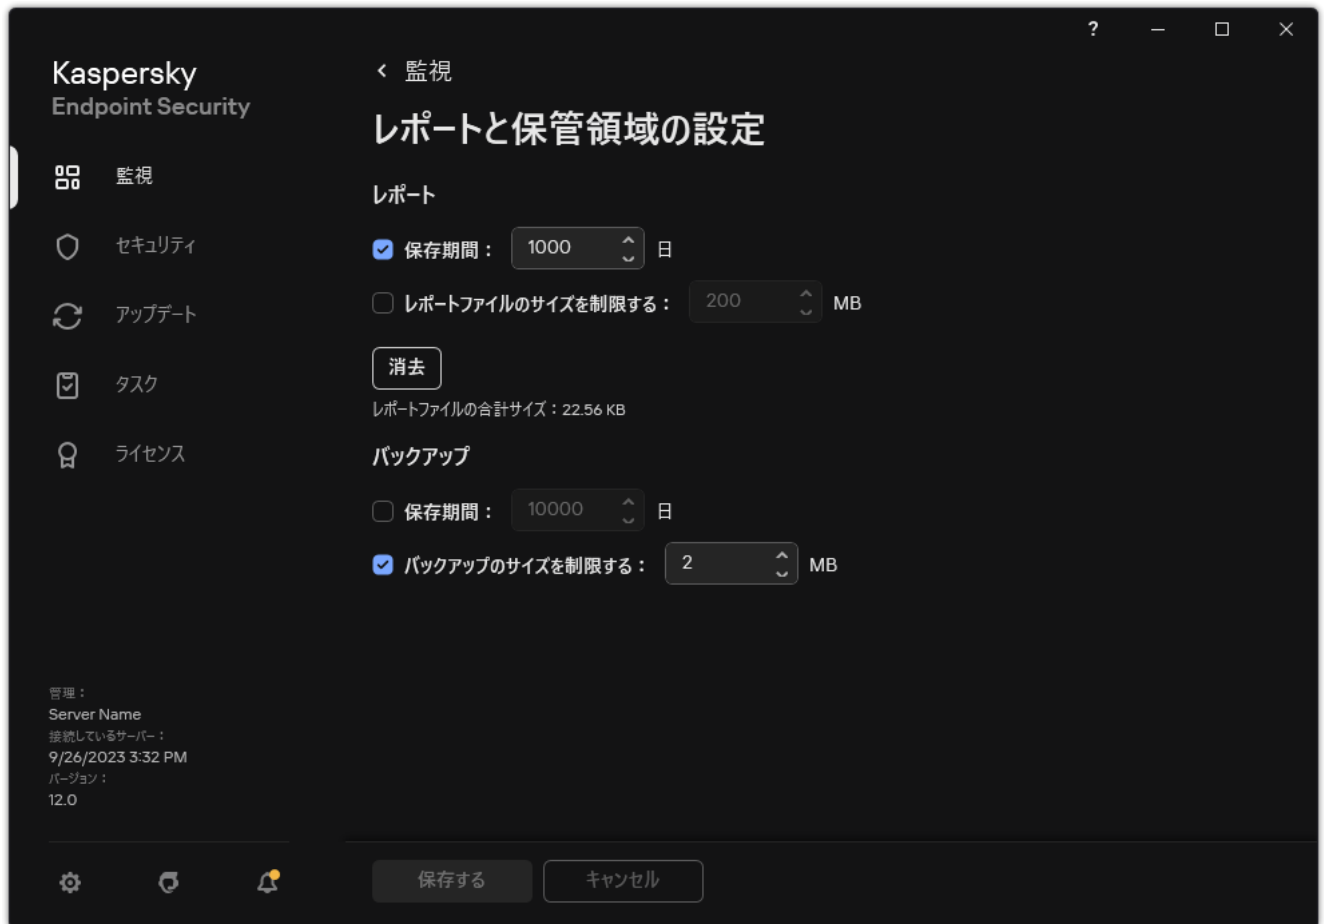 ?
Kaspersky
Endpoint Security
監視
セキュリティ
アップデート
タスク
ライセンス
管理：
Server Name
接続しているサーバー：
9/26/2023 3:32 PM
バージョン：
12.0
監視
レポートと保管領域の設定
レポート
保存期間： 1000 日
レポートファイルのサイズを制限する： 200 MB
消去
レポートファイルの合計サイズ：22.56 KB
バックアップ
保存期間： 10000 日
バックアップのサイズを制限する： 2 MB
保存する キャンセル